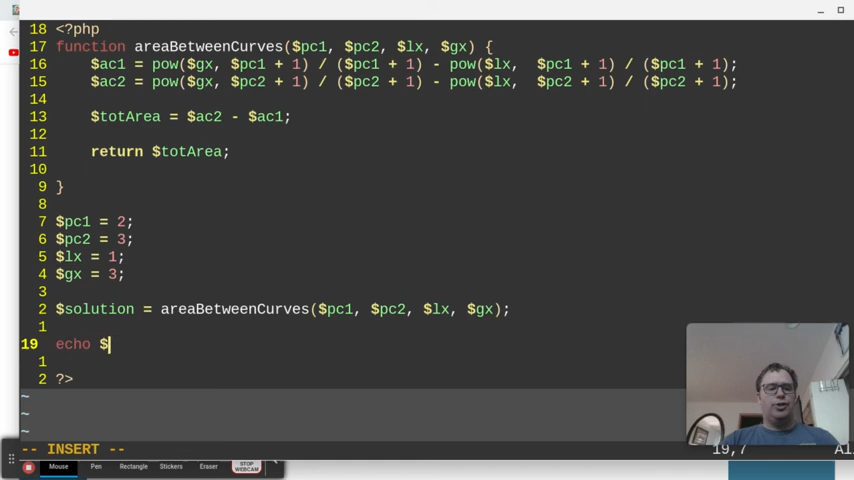 18 <?php
17 function areaBetweenCurves($pc1, $pc2, $lx, $gx) {
16     $ac1 = pow($gx, $pc1 + 1) / ($pc1 + 1) - pow($lx,  $pc1 + 1) / ($pc1 + 1);
15     $ac2 = pow($gx, $pc2 + 1) / ($pc2 + 1) - pow($lx,  $pc2 + 1) / ($pc2 + 1);
14
13     $totArea = $ac2 - $ac1;
12
11     return $totArea;
10
9 }
8
7 $pc1 = 2;
6 $pc2 = 3;
5 $lx = 1;
4 $gx = 3;
3
2 $solution = areaBetweenCurves($pc1, $pc2, $lx, $gx);
1
19 echo $
1
2 ?>
~
~
~
-- INSERT -- 19,7 Al
Mouse Pen Rectangle Stickers Eraser STOP WEBCAM